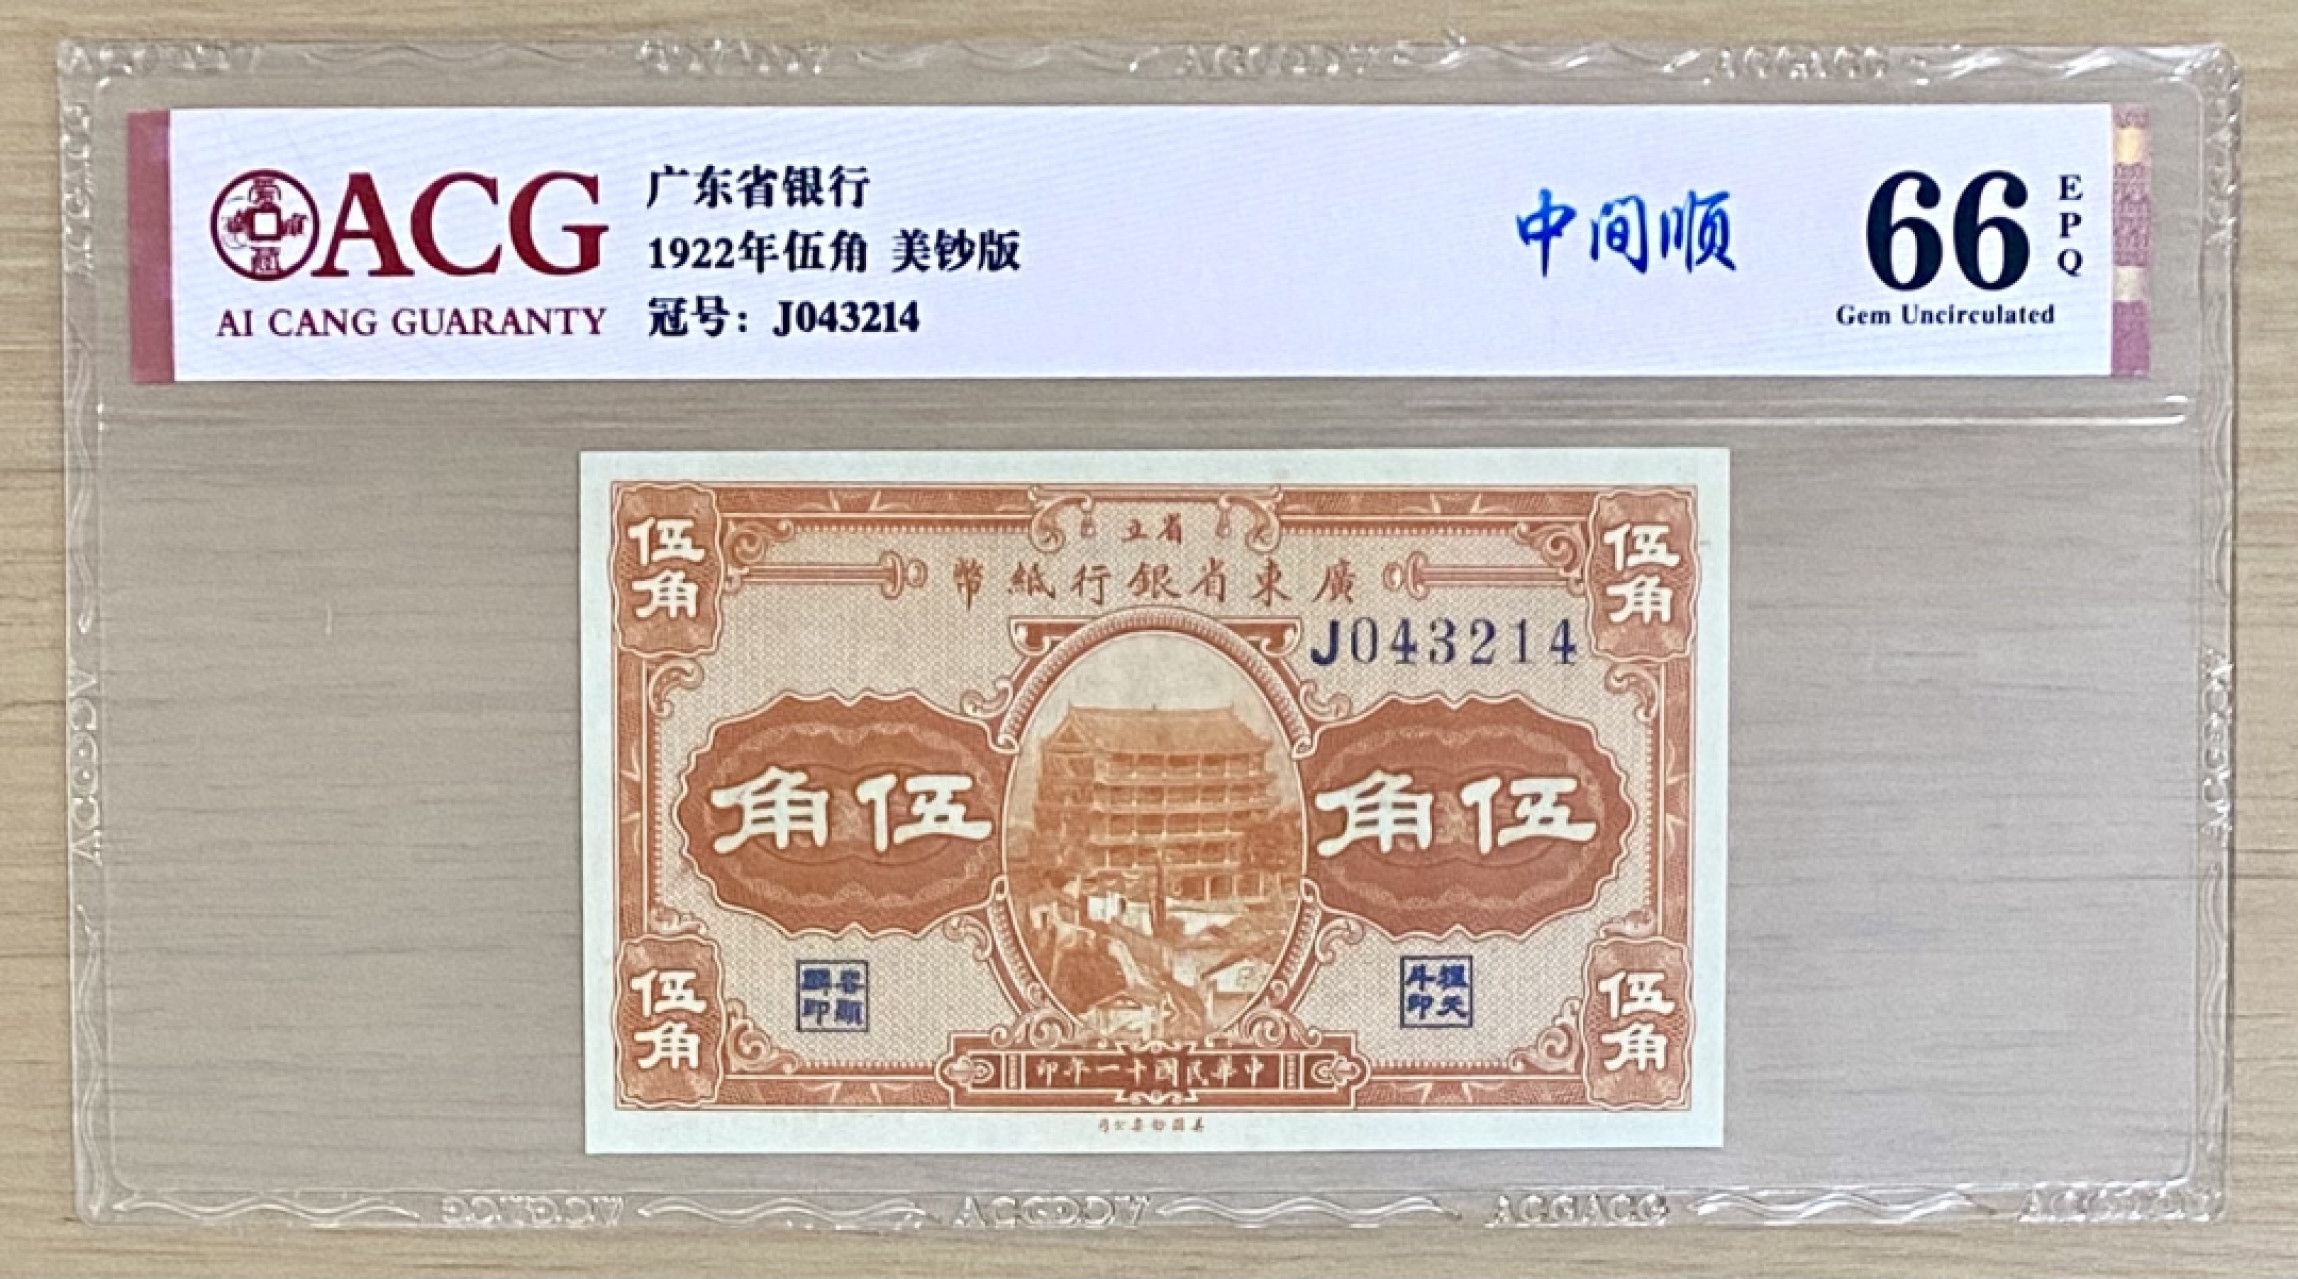 ACG
AI CANG GUARANTY
广东省银行
1922年伍角 美钞版
冠号：J043214
中间顺
66
EPQ
Gem Uncirculated
伍角
伍角
省立
廣東省銀行紙幣
J043214
伍角
伍角
伍角
伍角
中華民國十一年印